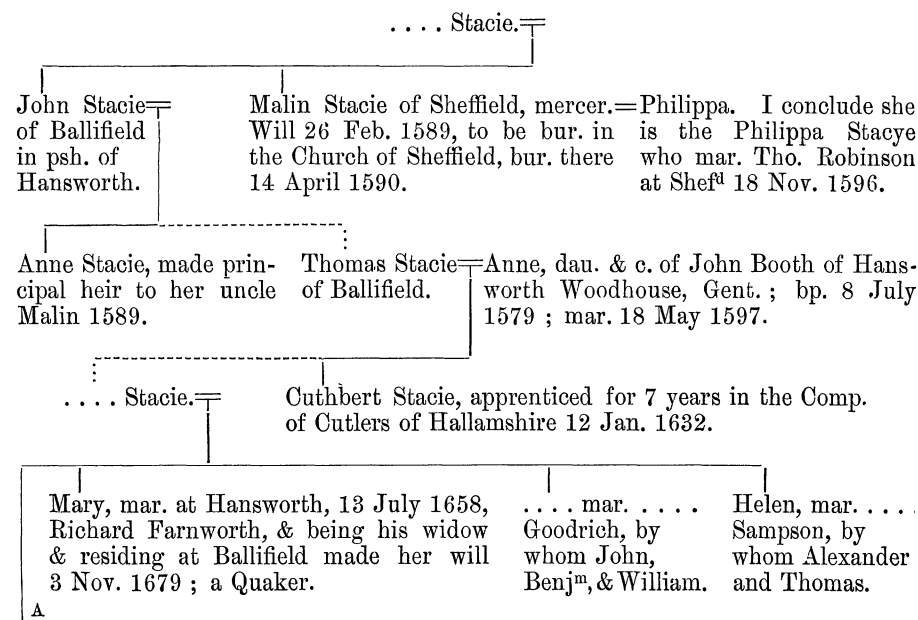 . . . . Stacie.
John Stacie
of Ballifield
in psh. of
Hansworth.
Malin Stacie of Sheffield, mercer.=
Will 26 Feb. 1589, to be bur. in
the Church of Sheffield, bur. there
14 April 1590.
Philippa. I conclude she
is the Philippa Stacye
who mar. Tho. Robinson
at Shefᵈ 18 Nov. 1596.
Anne Stacie, made prin-
cipal heir to her uncle
Malin 1589.
Thomas Stacie
of Ballifield.
Anne, dau. & c. of John Booth of Hans-
worth Woodhouse, Gent. ; bp. 8 July
1579 ; mar. 18 May 1597.
. . . . Stacie.
Cuthbert Stacie, apprenticed for 7 years in the Comp.
of Cutlers of Hallamshire 12 Jan. 1632.
Mary, mar. at Hansworth, 13 July 1658,
Richard Farnworth, & being his widow
& residing at Ballifield made her will
3 Nov. 1679 ; a Quaker.
. . . . mar. . . . . .
Goodrich, by
whom John,
Benjᵐ, & William.
Helen, mar. . . . .
Sampson, by
whom Alexander
and Thomas.
A